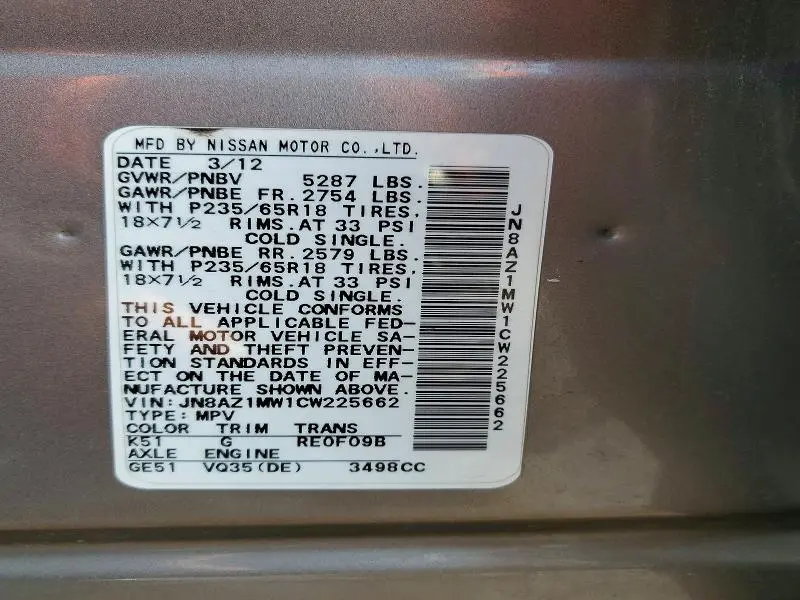 MFD BY NISSAN MOTOR CO.,LTD.
DATE 3/12
GVWR/PNBV 5287 LBS.
GAWR/PNBE FR. 2754 LBS.
WITH P235/65R18 TIRES,
18×7½ RIMS.AT 33 PSI
COLD SINGLE.
GAWR/PNBE RR. 2579 LBS.
WITH P235/65R18 TIRES,
18×7½ RIMS.AT 33 PSI
COLD SINGLE.
THIS VEHICLE CONFORMS
TO ALL APPLICABLE FED-
ERAL MOTOR VEHICLE SA-
FETY AND THEFT PREVEN-
TION STANDARDS IN EFF-
ECT ON THE DATE OF MA-
NUFACTURE SHOWN ABOVE.
VIN:JN8AZ1MW1CW225662
TYPE:MPV
COLOR TRIM TRANS
K51 G RE0F09B
AXLE ENGINE
GE51 VQ35(DE) 3498CC
JN8AZ1MW1CW225662